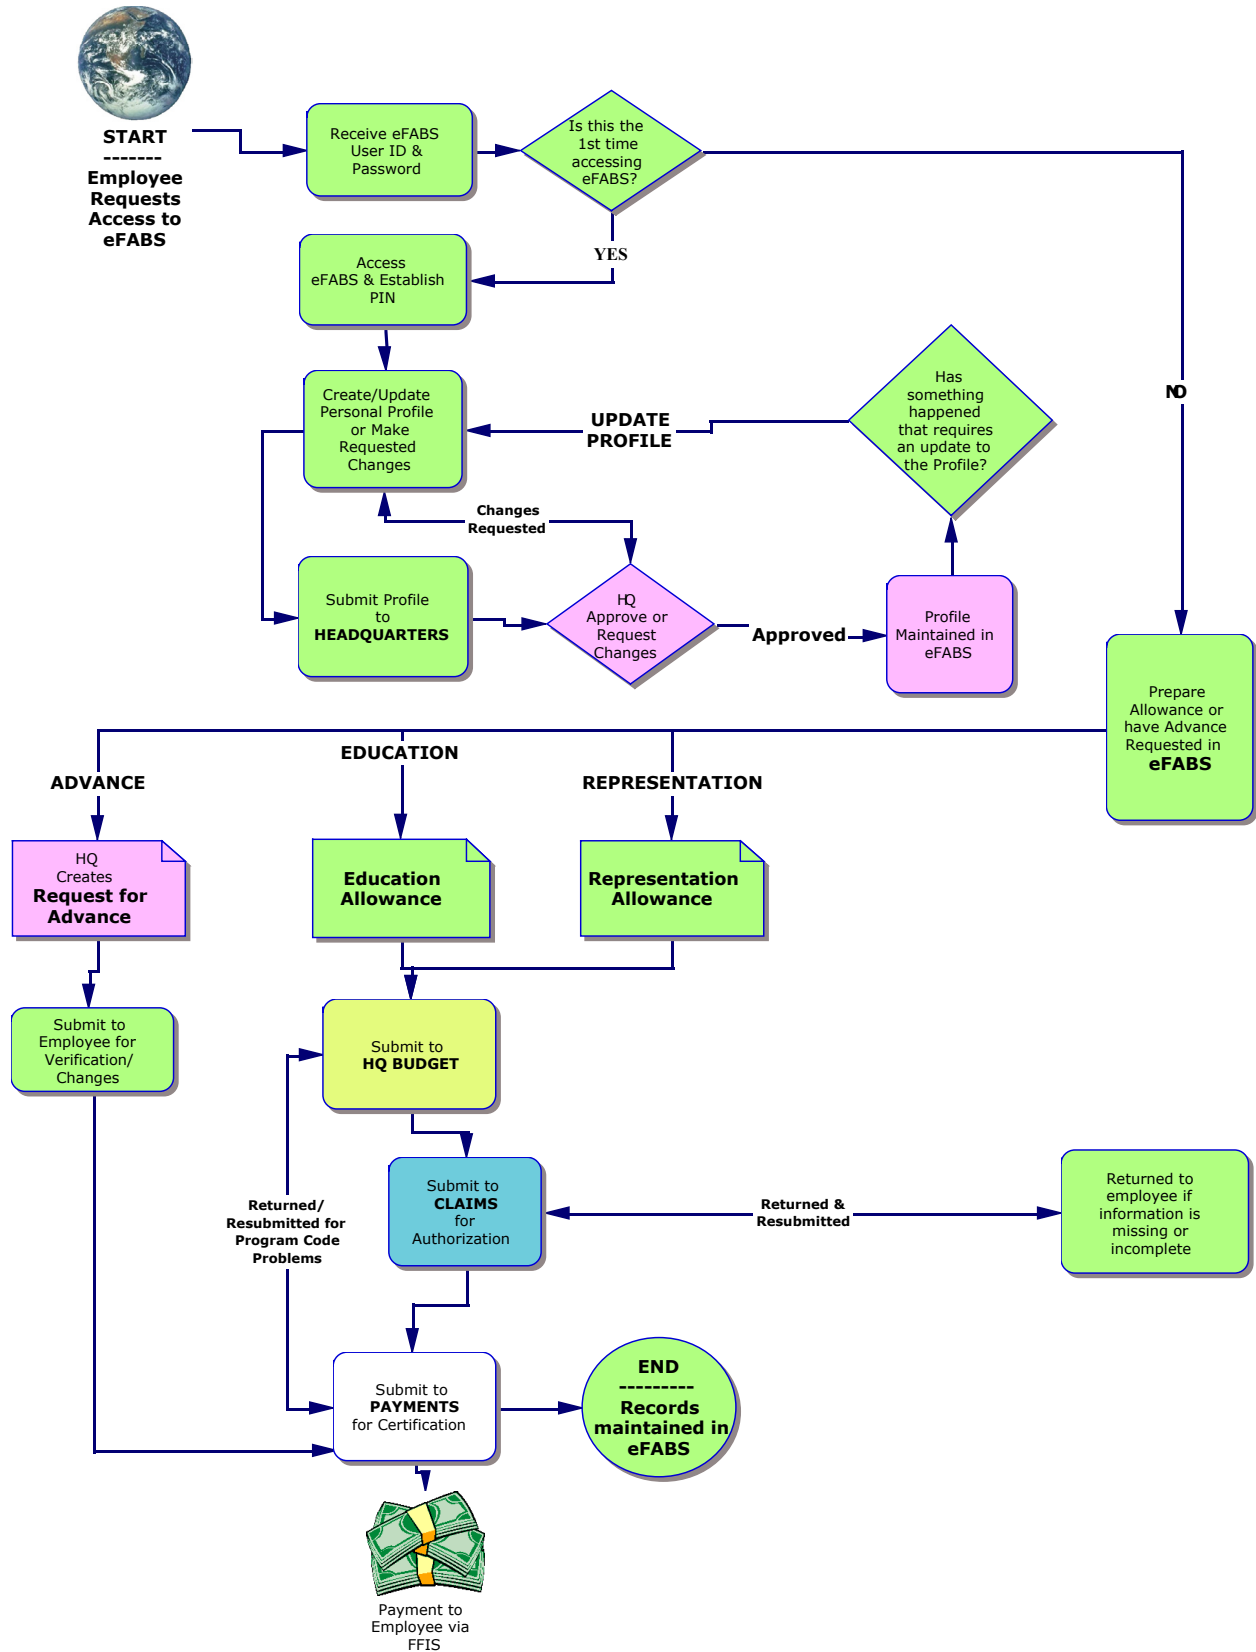 START
-------
Employee
Requests
Access to
eFABS
Receive eFABS
User ID &
Password
Is this the
1st time
accessing
eFABS?
YES
Access
eFABS & Establish
PIN
NO
Create/Update
Personal Profile
or Make
Requested
Changes
UPDATE
PROFILE
Has
something
happened
that requires
an update to
the Profile?
Changes
Requested
Submit Profile
to
HEADQUARTERS
HQ
Approve or
Request
Changes
Approved
Profile
Maintained in
eFABS
Prepare
Allowance or
have Advance
Requested in
eFABS
ADVANCE
EDUCATION
REPRESENTATION
HQ
Creates
Request for
Advance
Education
Allowance
Representation
Allowance
Submit to
Employee for
Verification/
Changes
Submit to
HQ BUDGET
Returned/
Resubmitted for
Program Code
Problems
Submit to
CLAIMS
for
Authorization
Returned &
Resubmitted
Returned to
employee if
information is
missing or
incomplete
Submit to
PAYMENTS
for Certification
END
---------
Records
maintained in
eFABS
Payment to
Employee via
FFIS